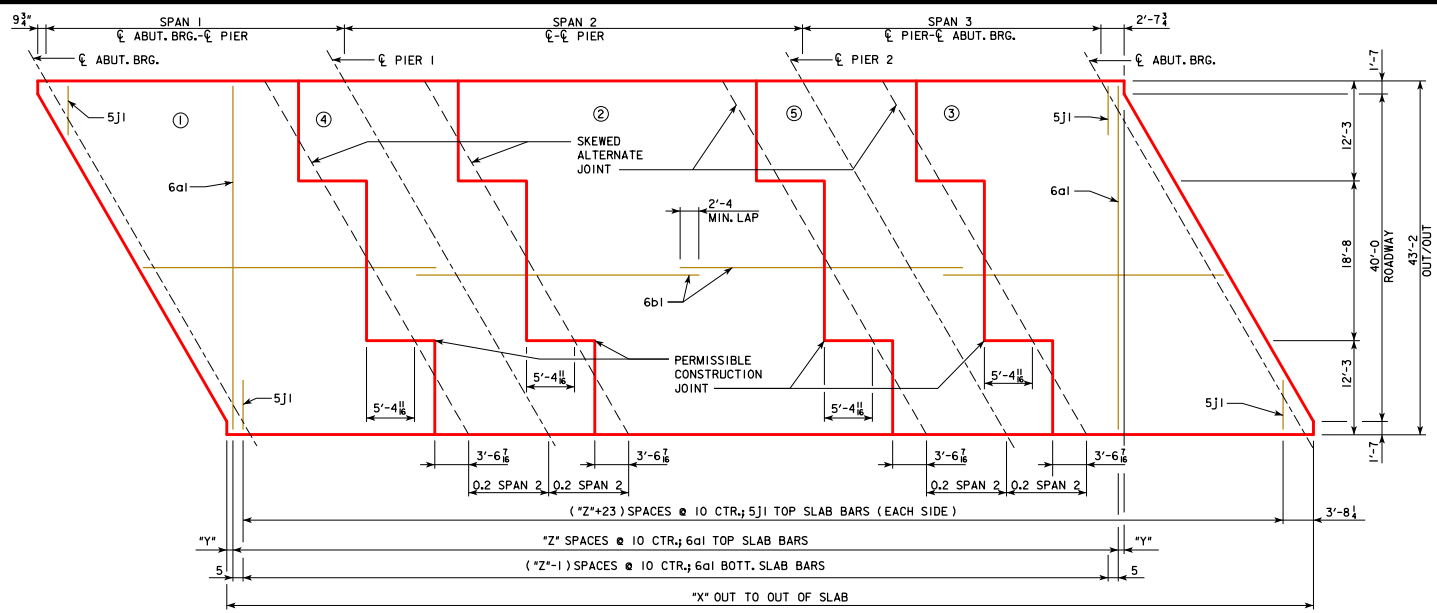 9 3/4" SPAN 1 SPAN 2 SPAN 3 2'-7 3/4
℄ ABUT. BRG.-℄ PIER ℄-℄ PIER ℄ PIER-℄ ABUT. BRG.
℄ ABUT. BRG. ℄ PIER 1 ℄ PIER 2 ℄ ABUT. BRG.
1'-7
5j1 ① ④ ② ⑤ ③ 5j1
12'-3
SKEWED
ALTERNATE
JOINT
6a1 6a1
2'-4
MIN. LAP
18'-8
40'-0
ROADWAY
43'-2
OUT/OUT
6b1
PERMISSIBLE
CONSTRUCTION
JOINT
5'-4 11/16 5'-4 11/16
5'-4 11/16 5'-4 11/16
12'-3
5j1 5j1
1'-7
3'-6 7/16 3'-6 7/16 3'-6 7/16 3'-6 7/16
0.2 SPAN 2 0.2 SPAN 2 0.2 SPAN 2 0.2 SPAN 2
("Z"+23) SPACES @ 10 CTR.; 5j1 TOP SLAB BARS (EACH SIDE) 3'-8 1/4
"Y" "Z" SPACES @ 10 CTR.; 6a1 TOP SLAB BARS "Y"
5 ("Z"-1) SPACES @ 10 CTR.; 6a1 BOTT. SLAB BARS 5
"X" OUT TO OUT OF SLAB